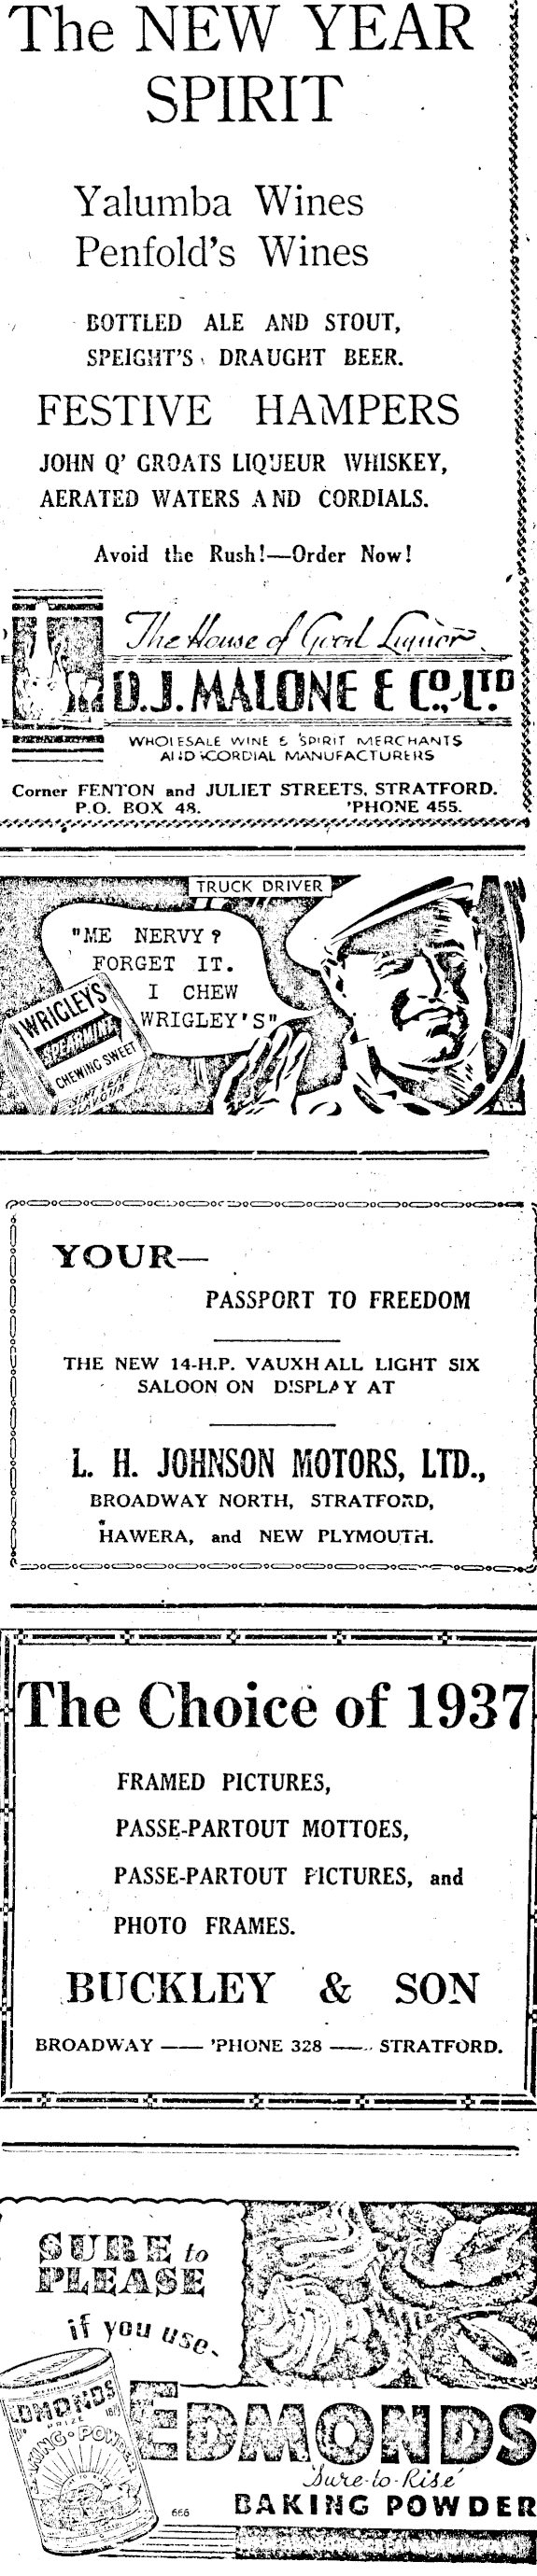 The NEW YEAR
SPIRIT
Yalumba Wines
Penfold's Wines
BOTTLED ALE AND STOUT,
SPEIGHT'S DRAUGHT BEER.
FESTIVE HAMPERS
JOHN O' GROATS LIQUEUR WHISKEY,
AERATED WATERS AND CORDIALS.
Avoid the Rush!—Order Now!
The House of Good Liquor
D.J. MALONE & CO., LTD.
WHOLESALE WINE & SPIRIT MERCHANTS
AND CORDIAL MANUFACTURERS
Corner FENTON and JULIET STREETS, STRATFORD.
P.O. BOX 48. 'PHONE 455.
TRUCK DRIVER
"ME NERVY?
FORGET IT.
I CHEW
WRIGLEY'S"
WRIGLEY'S
SPEARMINT
CHEWING SWEET
FLAVOUR
YOUR—
PASSPORT TO FREEDOM
THE NEW 14-H.P. VAUXHALL LIGHT SIX
SALOON ON DISPLAY AT
L. H. JOHNSON MOTORS, LTD.,
BROADWAY NORTH, STRATFORD,
HAWERA, and NEW PLYMOUTH.
The Choice of 1937
FRAMED PICTURES,
PASSE-PARTOUT MOTTOES,
PASSE-PARTOUT PICTURES, and
PHOTO FRAMES.
BUCKLEY & SON
BROADWAY —— 'PHONE 328 —— STRATFORD.
SURE to
PLEASE
if you use
EDMONDS
PRIZE
BAKING POWDER
EDMONDS
'Sure-to-Rise'
BAKING POWDER
666